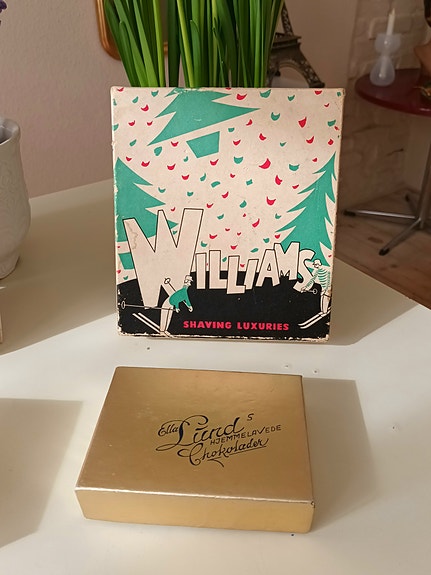 WILLIAMS
SHAVING LUXURIES
Ella Lund's
HJEMMELAVEDE
Chokolader